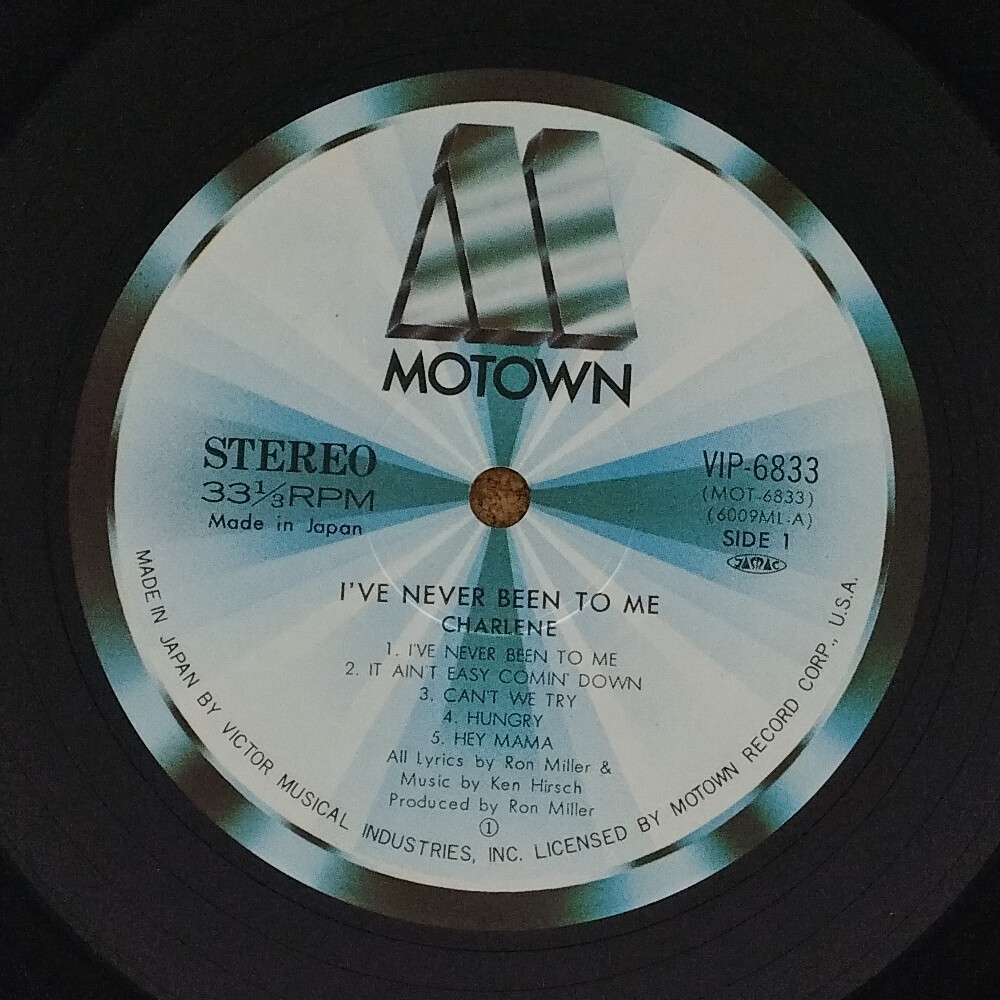 MOTOWN
STEREO
33⅓RPM
Made in Japan
VIP-6833
(MOT-6833)
(6009ML-A)
SIDE 1
JASRAC
I'VE NEVER BEEN TO ME
CHARLENE
1. I'VE NEVER BEEN TO ME
2. IT AIN'T EASY COMIN' DOWN
3. CAN'T WE TRY
4. HUNGRY
5. HEY MAMA
All Lyrics by Ron Miller &
Music by Ken Hirsch
Produced by Ron Miller
①
MADE IN JAPAN BY VICTOR MUSICAL INDUSTRIES, INC. LICENSED BY MOTOWN RECORD CORP., U.S.A.